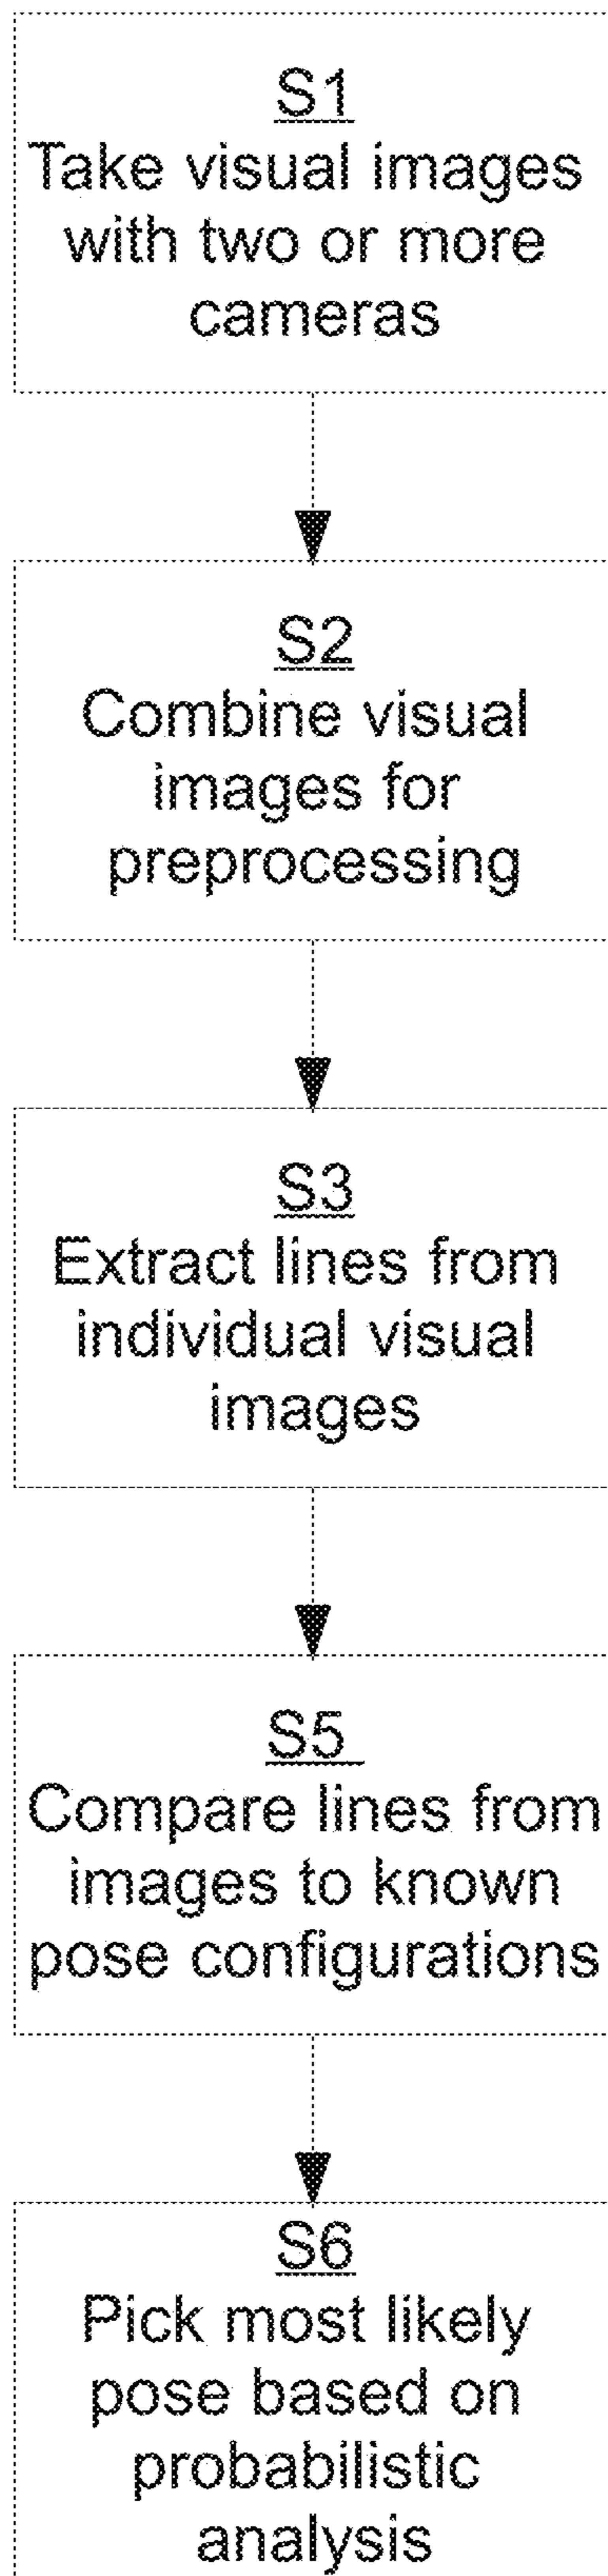 S1
Take visual images
with two or more
cameras
S2
Combine visual
images for
preprocessing
S3
Extract lines from
individual visual
images
S5
Compare lines from
images to known
pose configurations
S6
Pick most likely
pose based on
probabilistic
analysis